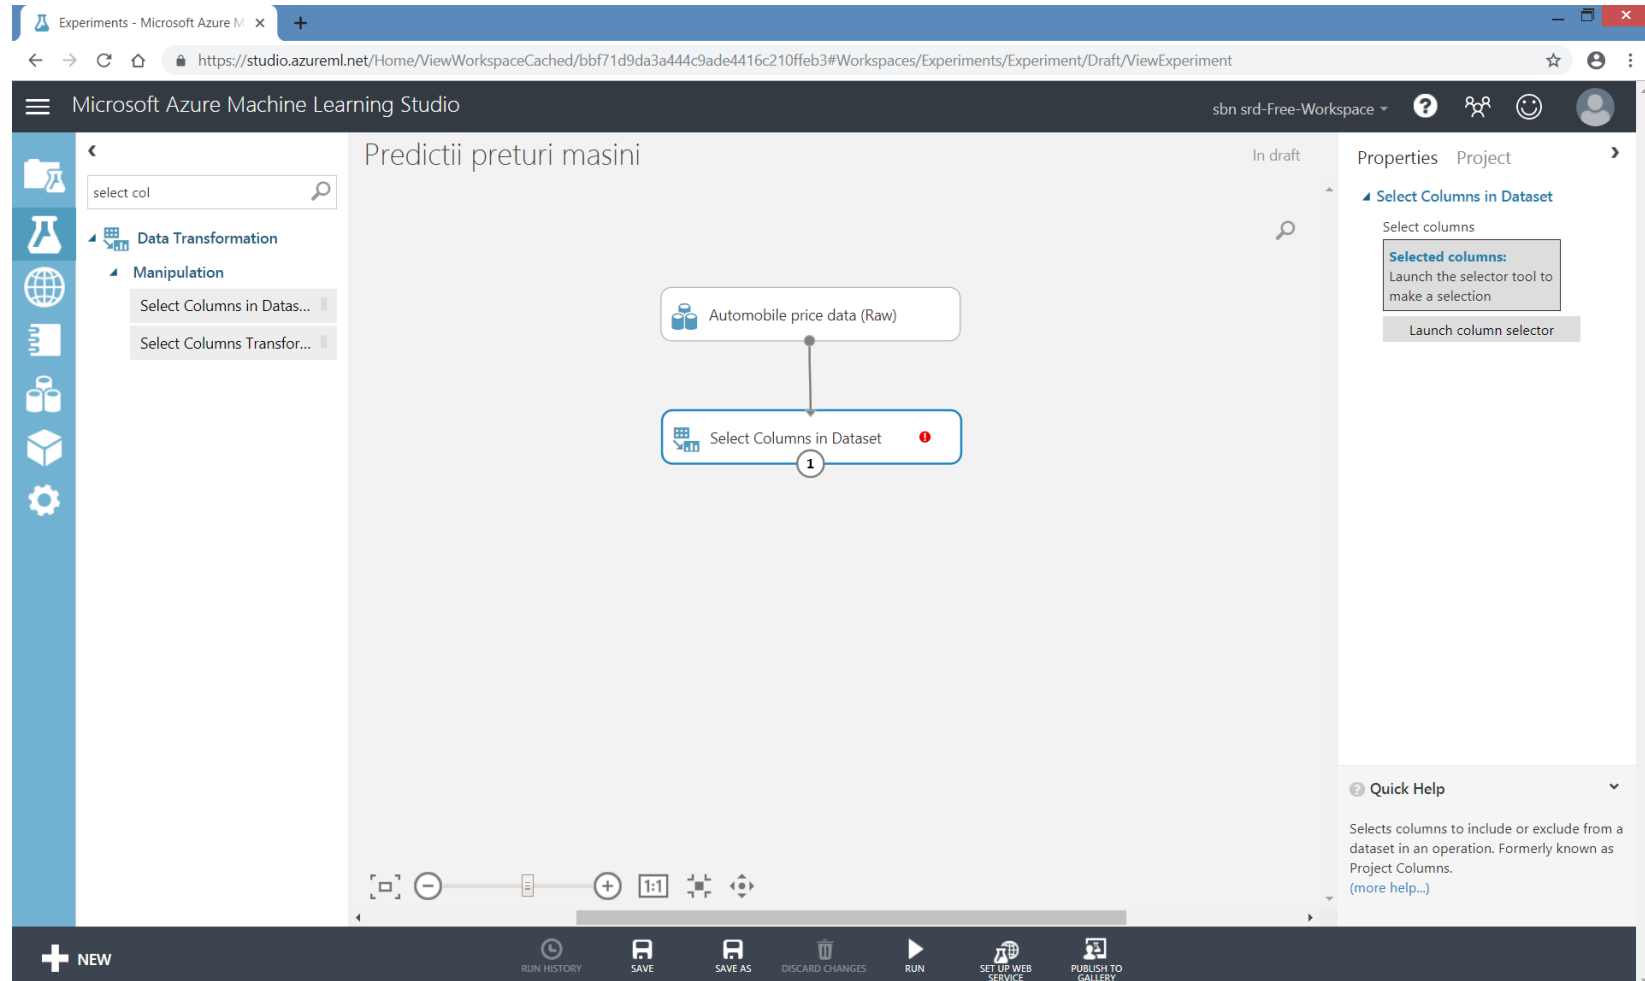 Experiments - Microsoft Azure M
https://studio.azureml.net/Home/ViewWorkspaceCached/bbf71d9da3a444c9ade4416c210ffeb3#Workspaces/Experiments/Experiment/Draft/ViewExperiment
Microsoft Azure Machine Learning Studio
sbn srd-Free-Workspace
?
select col
Data Transformation
Manipulation
Select Columns in Datas...
Select Columns Transfor...
Predictii preturi masini
In draft
Automobile price data (Raw)
Select Columns in Dataset
1
1:1
Properties Project
Select Columns in Dataset
Select columns
Selected columns:
Launch the selector tool to
make a selection
Launch column selector
Quick Help
Selects columns to include or exclude from a
dataset in an operation. Formerly known as
Project Columns.
(more help...)
NEW
RUN HISTORY
SAVE
SAVE AS
DISCARD CHANGES
RUN
SET UP WEB
SERVICE
PUBLISH TO
GALLERY